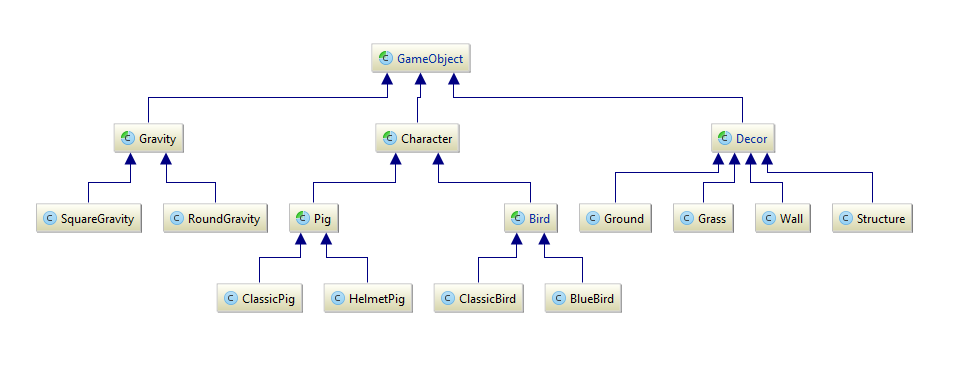 C GameObject
C Gravity
C Character
C Decor
C SquareGravity
C RoundGravity
C Pig
C Bird
C Ground
C Grass
C Wall
C Structure
C ClassicPig
C HelmetPig
C ClassicBird
C BlueBird